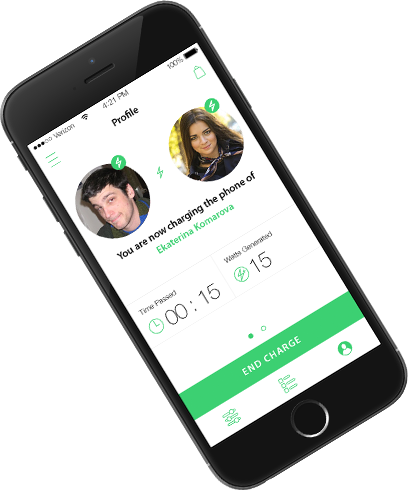 Verizon 4:21 PM 100%
Profile
You are now charging the phone of
Ekaterina Komarova
Time Passed
00 : 15
Watts Generated
15
END CHARGE